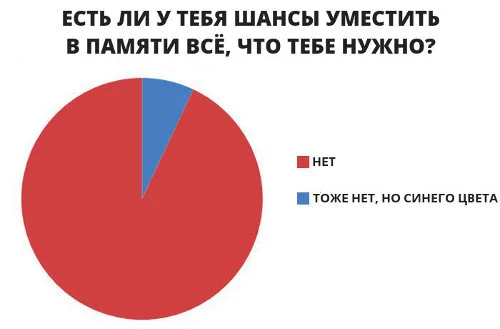 ЕСТЬ ЛИ У ТЕБЯ ШАНСЫ УМЕСТИТЬ
В ПАМЯТИ ВСЁ, ЧТО ТЕБЕ НУЖНО?
НЕТ
ТОЖЕ НЕТ, НО СИНЕГО ЦВЕТА